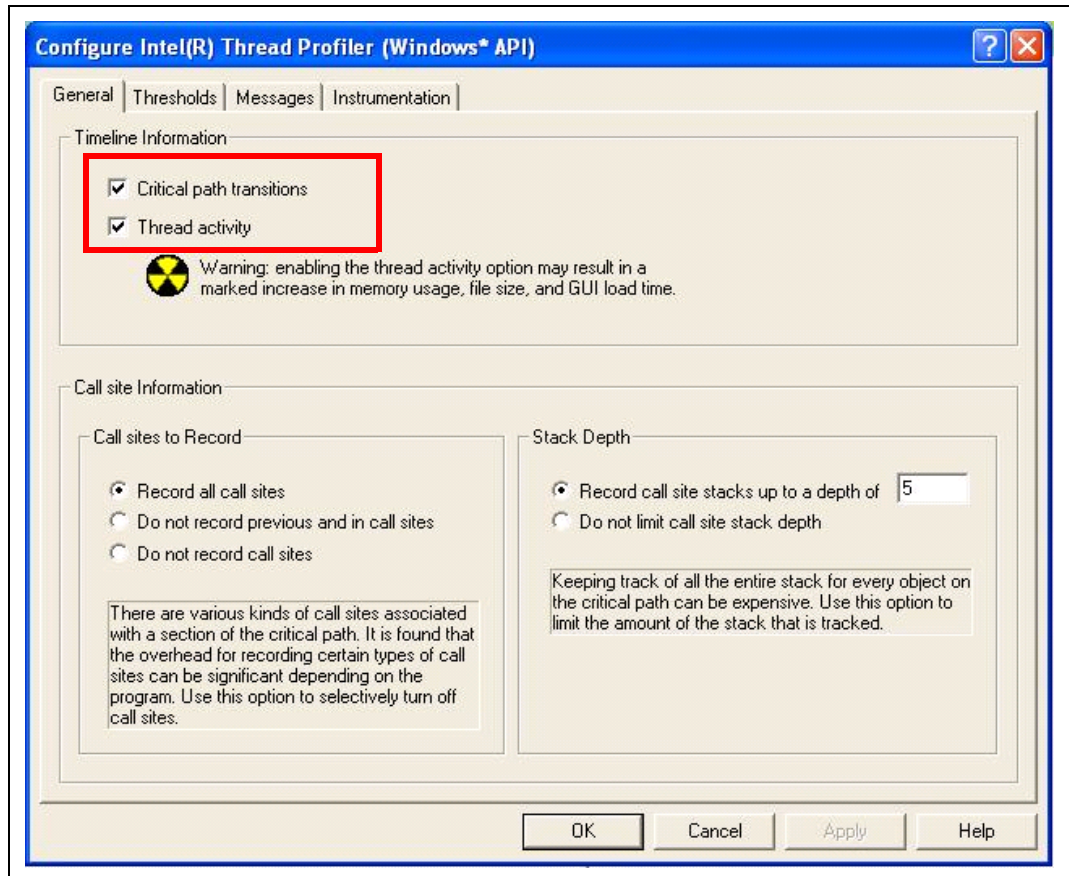 Configure Intel(R) Thread Profiler (Windows* API)
General Thresholds Messages Instrumentation
Timeline Information
Critical path transitions
Thread activity
Warning: enabling the thread activity option may result in a
marked increase in memory usage, file size, and GUI load time.
Call site Information
Call sites to Record
Record all call sites
Do not record previous and in call sites
Do not record call sites
There are various kinds of call sites associated
with a section of the critical path. It is found that
the overhead for recording certain types of call
sites can be significant depending on the
program. Use this option to selectively turn off
call sites.
Stack Depth
Record call site stacks up to a depth of 5
Do not limit call site stack depth
Keeping track of all the entire stack for every object on
the critical path can be expensive. Use this option to
limit the amount of the stack that is tracked.
OK Cancel Apply Help